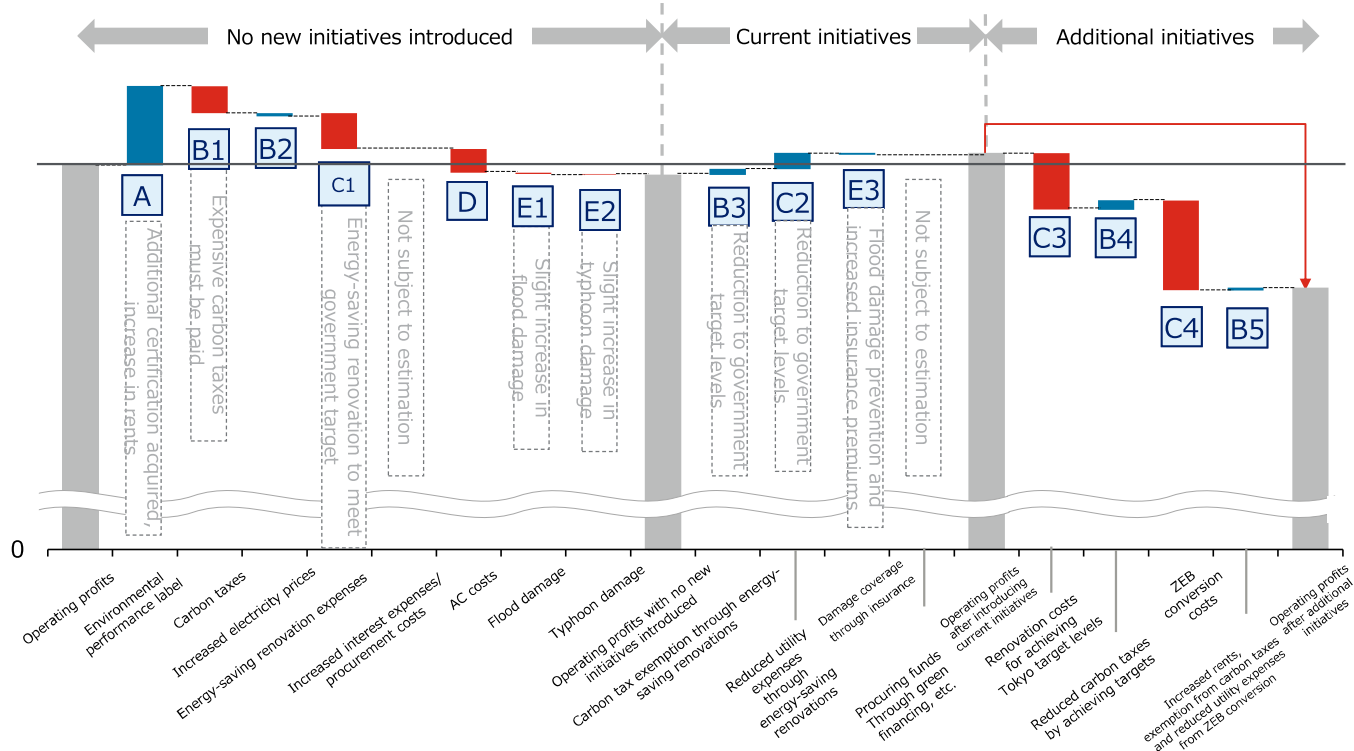 No new initiatives introduced
Current initiatives
Additional initiatives
A
B1
B2
C1
D
E1
E2
B3
C2
E3
C3
B4
C4
B5
Additional certification acquired,
increase in rents
Expensive carbon taxes
must be paid
Energy-saving renovation to meet
government target
Not subject to estimation
Slight increase in
flood damage
Slight increase in
typhoon damage
Reduction to government
target levels
Reduction to government
target levels
Flood damage prevention and
increased insurance premiums
Not subject to estimation
0
Operating profits
Environmental
performance label
Carbon taxes
Increased electricity prices
Energy-saving renovation expenses
Increased interest expenses/
procurement costs
AC costs
Flood damage
Typhoon damage
Operating profits with no new
initiatives introduced
Carbon tax exemption through energy-
saving renovations
Reduced utility
expenses
through
energy-saving
renovations
Damage coverage
through insurance
Procuring funds
Through green
financing, etc.
Operating profits
after introducing
current initiatives
Renovation costs
for achieving
Tokyo target levels
Reduced carbon taxes
by achieving targets
ZEB
conversion
costs
Increased rents,
exemption from carbon taxes
and reduced utility expenses
from ZEB conversion
Operating profits
after additional
initiatives